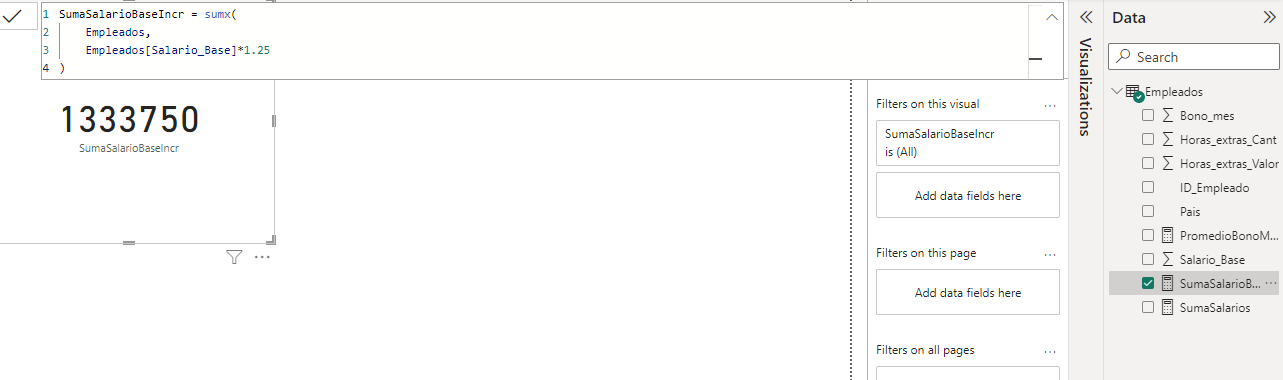 1 SumaSalarioBaseIncr = sumx(
2 Empleados,
3 Empleados[Salario_Base]*1.25
4 )
1333750
SumaSalarioBaseIncr
Filters on this visual
SumaSalarioBaseIncr
is (All)
Add data fields here
Filters on this page
Add data fields here
Filters on all pages
Visualizations
Data
Search
Empleados
Bono_mes
Horas_extras_Cant
Horas_extras_Valor
ID_Empleado
Pais
PromedioBonoM...
Salario_Base
SumaSalarioB...
SumaSalarios